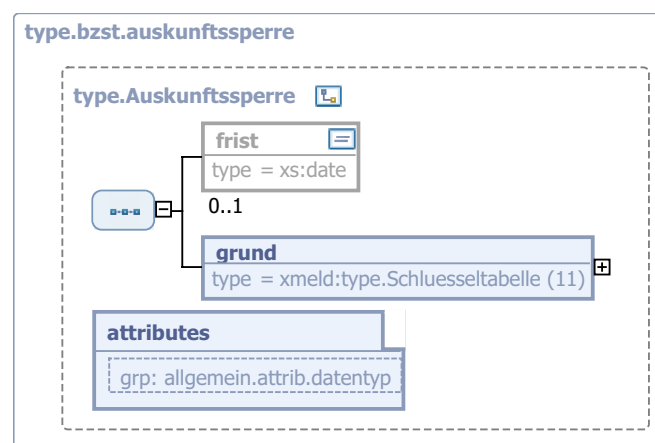 type.bzst.auskunftssperre
type.Auskunftssperre
frist
type = xs:date
0..1
grund
type = xmeld:type.Schluesseltabelle (11)
attributes
grp: allgemein.attrib.datentyp